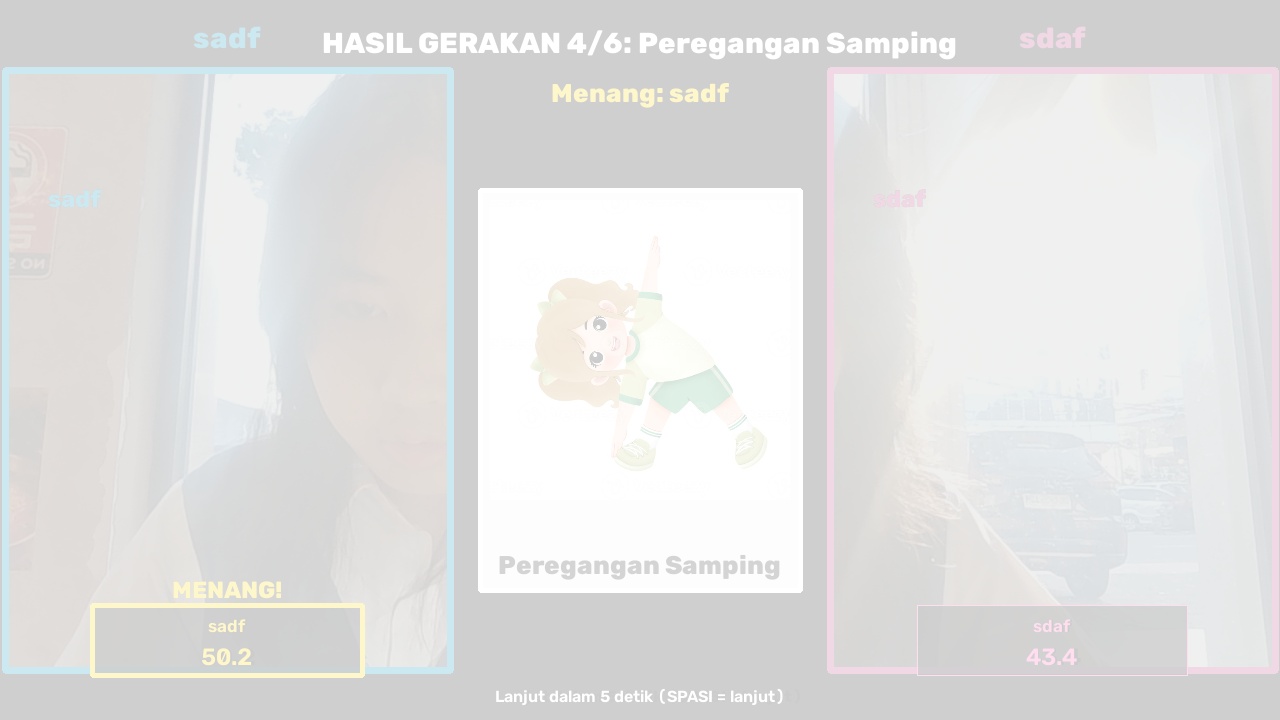 sadf
HASIL GERAKAN 4/6: Peregangan Samping
sdaf
Menang: sadf
sadf
sdaf
Peregangan Samping
MENANG!
sadf
50.2
sdaf
43.4
Lanjut dalam 5 detik (SPASI = lanjut)